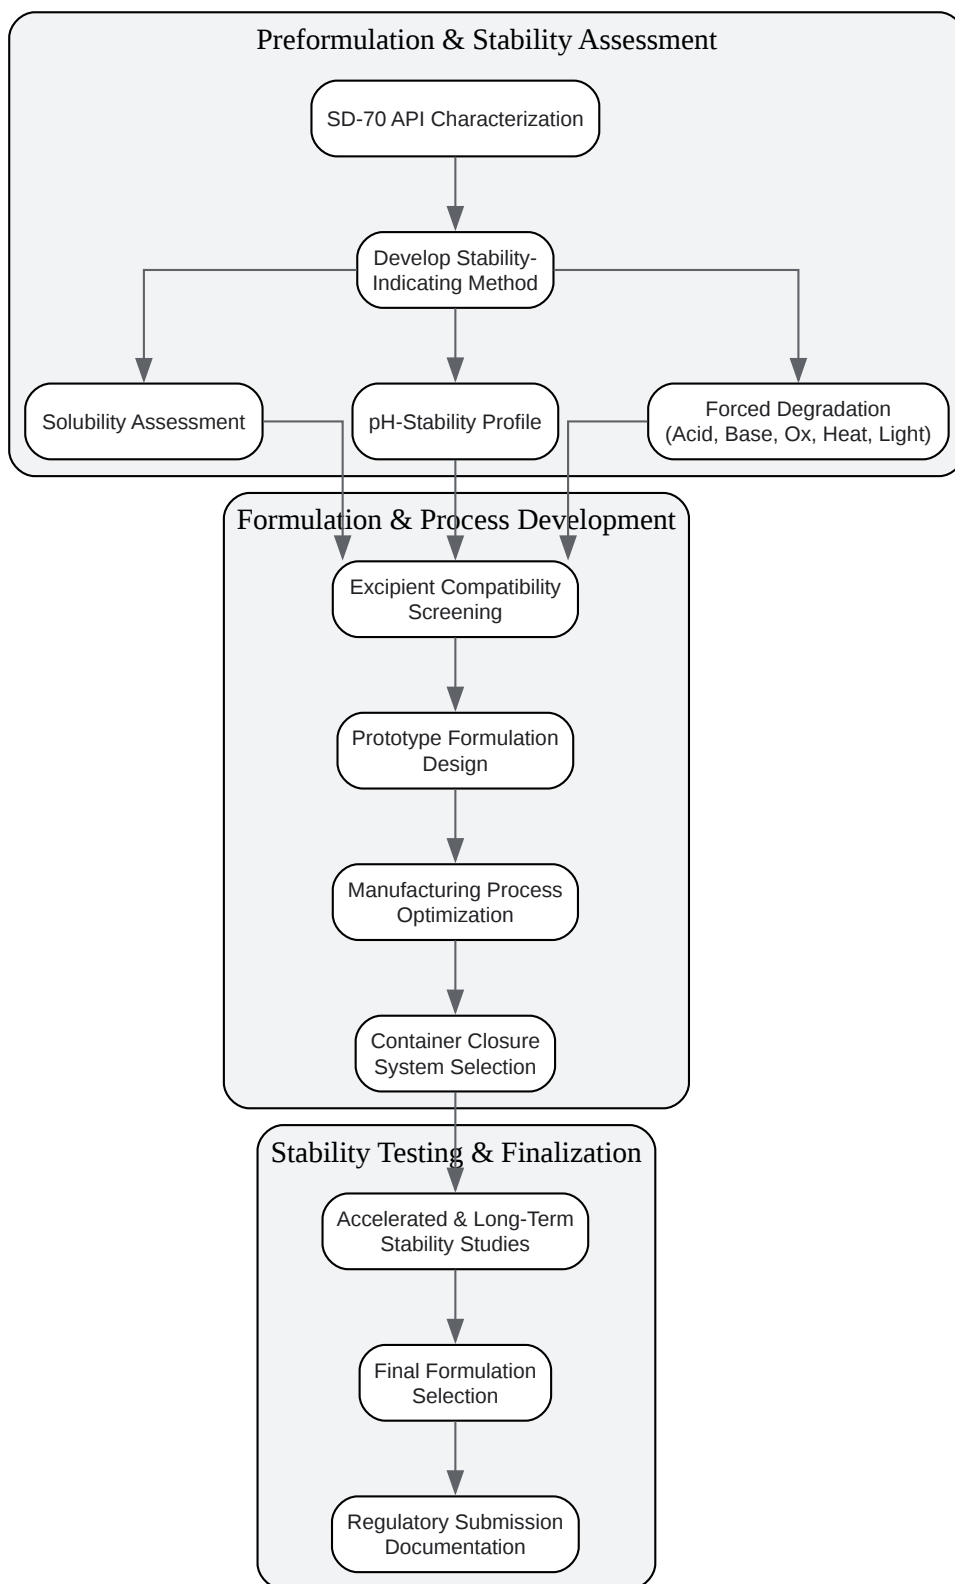 Preformulation & Stability Assessment
SD-70 API Characterization
Develop Stability-
Indicating Method
Solubility Assessment
pH-Stability Profile
Forced Degradation
(Acid, Base, Ox, Heat, Light)
Formulation & Process Development
Excipient Compatibility
Screening
Prototype Formulation
Design
Manufacturing Process
Optimization
Container Closure
System Selection
Stability Testing & Finalization
Accelerated & Long-Term
Stability Studies
Final Formulation
Selection
Regulatory Submission
Documentation